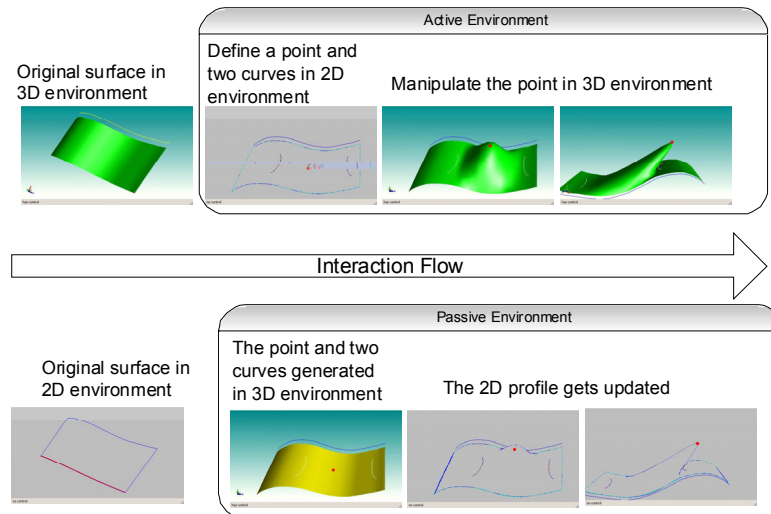 Active Environment
Original surface in
3D environment
Define a point and
two curves in 2D
environment
Manipulate the point in 3D environment
Interaction Flow
Passive Environment
Original surface in
2D environment
The point and two
curves generated
in 3D environment
The 2D profile gets updated